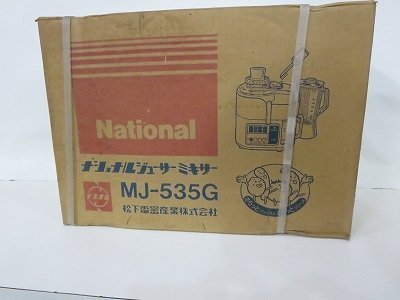 National
ナショナルジューサーミキサー
MJ-535G
松下電器産業株式会社